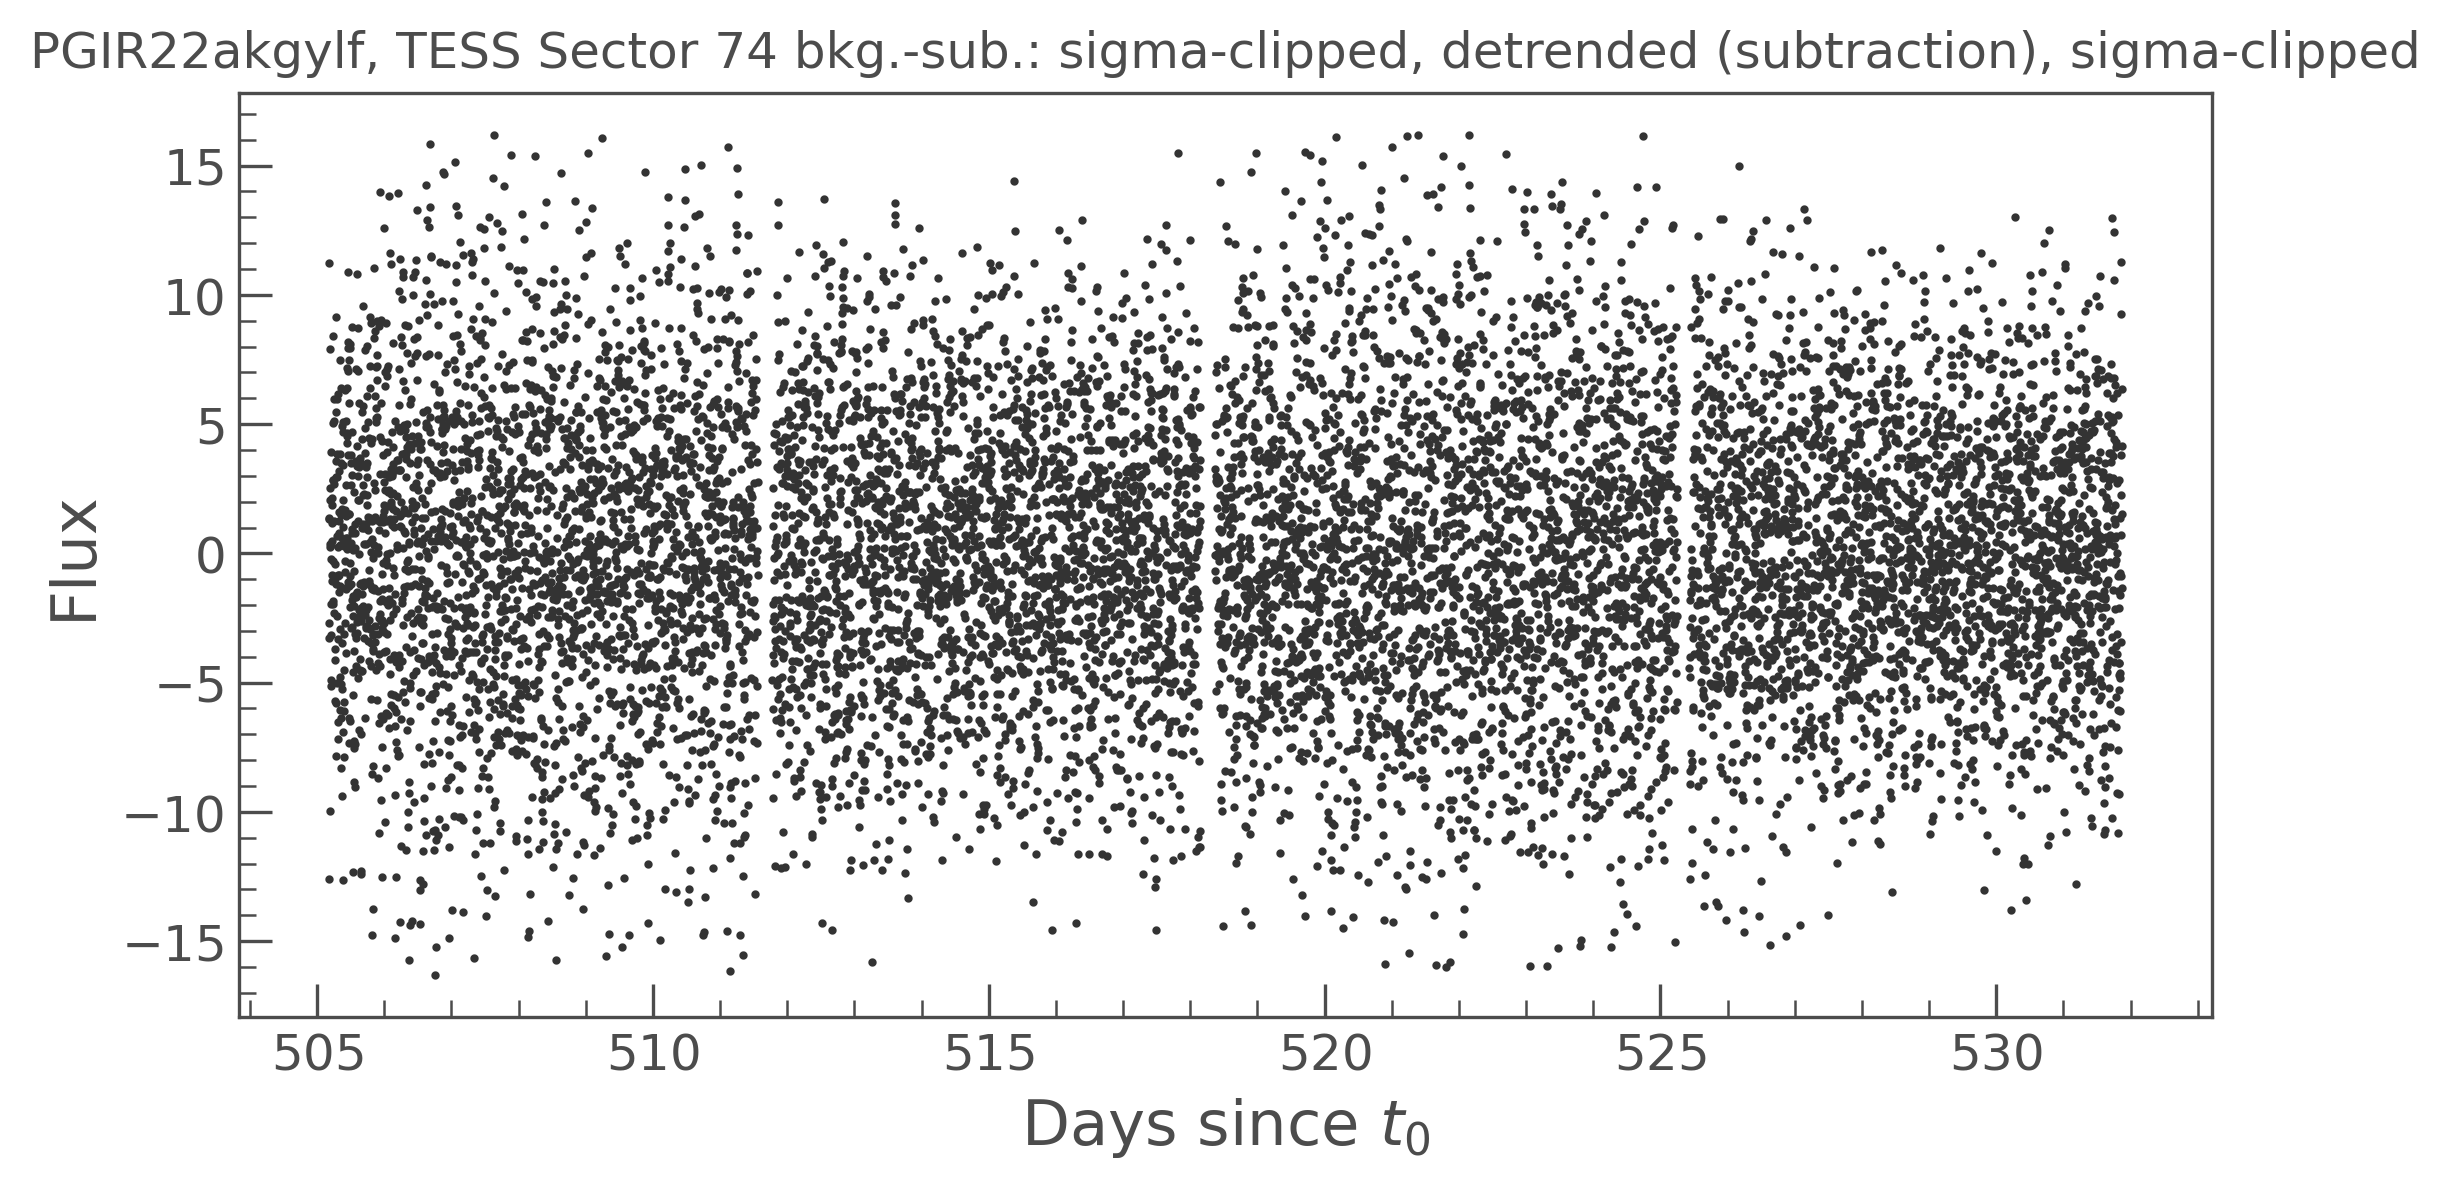 PGIR22akgylf, TESS Sector 74 bkg.-sub.: sigma-clipped, detrended (subtraction), sigma-clipped
Flux
15
10
5
0
−5
−10
−15
505 510 515 520 525 530
Days since t₀